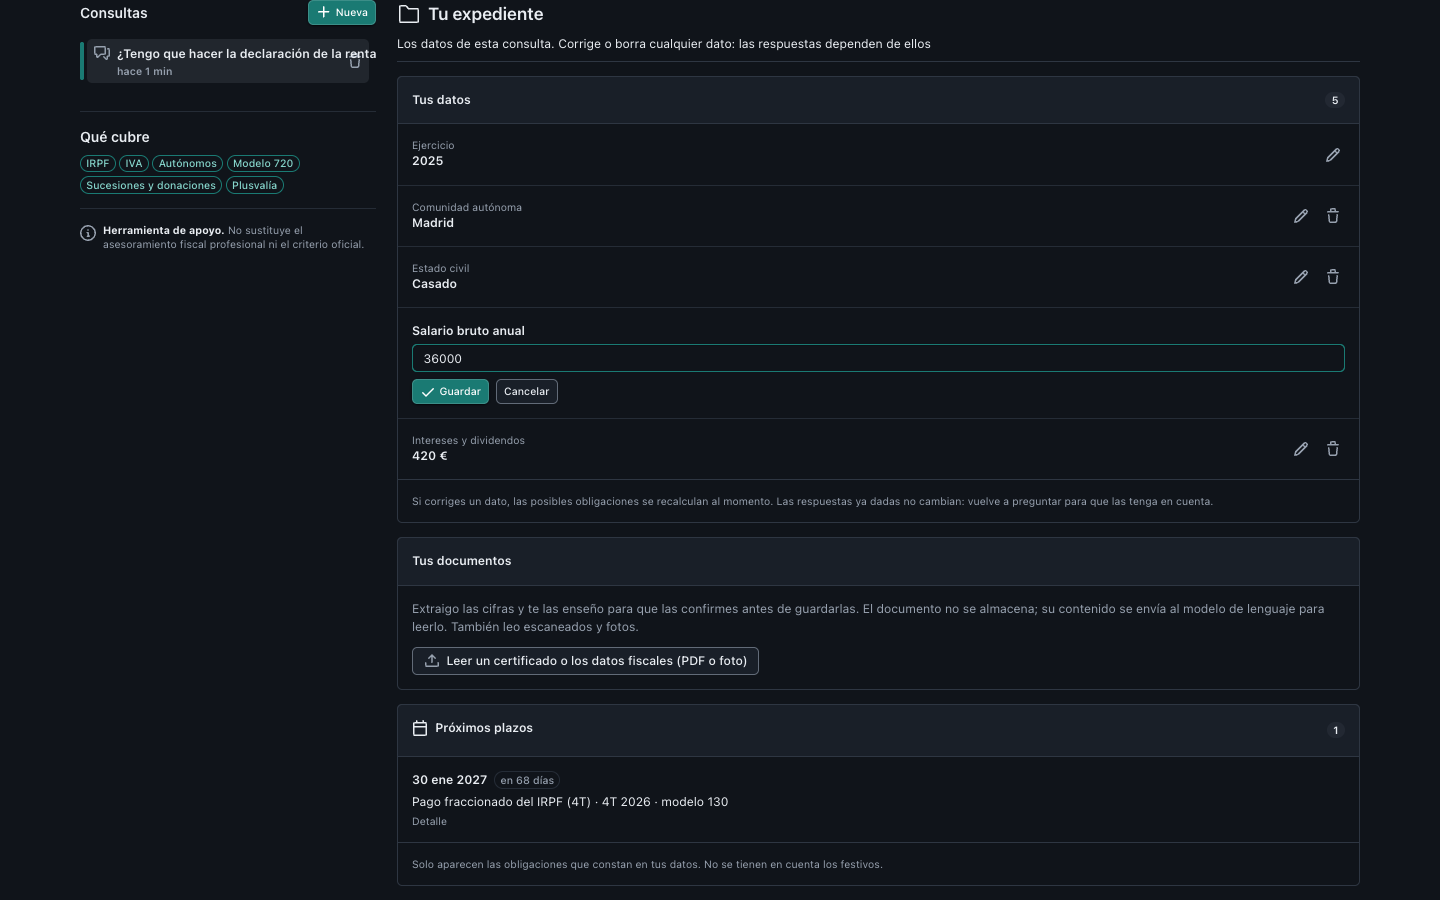 Consultas
Nueva
¿Tengo que hacer la declaración de la renta
hace 1 min
Qué cubre
IRPF
IVA
Autónomos
Modelo 720
Sucesiones y donaciones
Plusvalía
Herramienta de apoyo. No sustituye el
asesoramiento fiscal profesional ni el criterio oficial.
Tu expediente
Los datos de esta consulta. Corrige o borra cualquier dato: las respuestas dependen de ellos
Tus datos
5
Ejercicio
2025
Comunidad autónoma
Madrid
Estado civil
Casado
Salario bruto anual
36000
Guardar
Cancelar
Intereses y dividendos
420 €
Si corriges un dato, las posibles obligaciones se recalculan al momento. Las respuestas ya dadas no cambian: vuelve a preguntar para que las tenga en cuenta.
Tus documentos
Extraigo las cifras y te las enseño para que las confirmes antes de guardarlas. El documento no se almacena; su contenido se envía al modelo de lenguaje para
leerlo. También leo escaneados y fotos.
Leer un certificado o los datos fiscales (PDF o foto)
Próximos plazos
1
30 ene 2027
en 68 días
Pago fraccionado del IRPF (4T) · 4T 2026 · modelo 130
Detalle
Solo aparecen las obligaciones que constan en tus datos. No se tienen en cuenta los festivos.